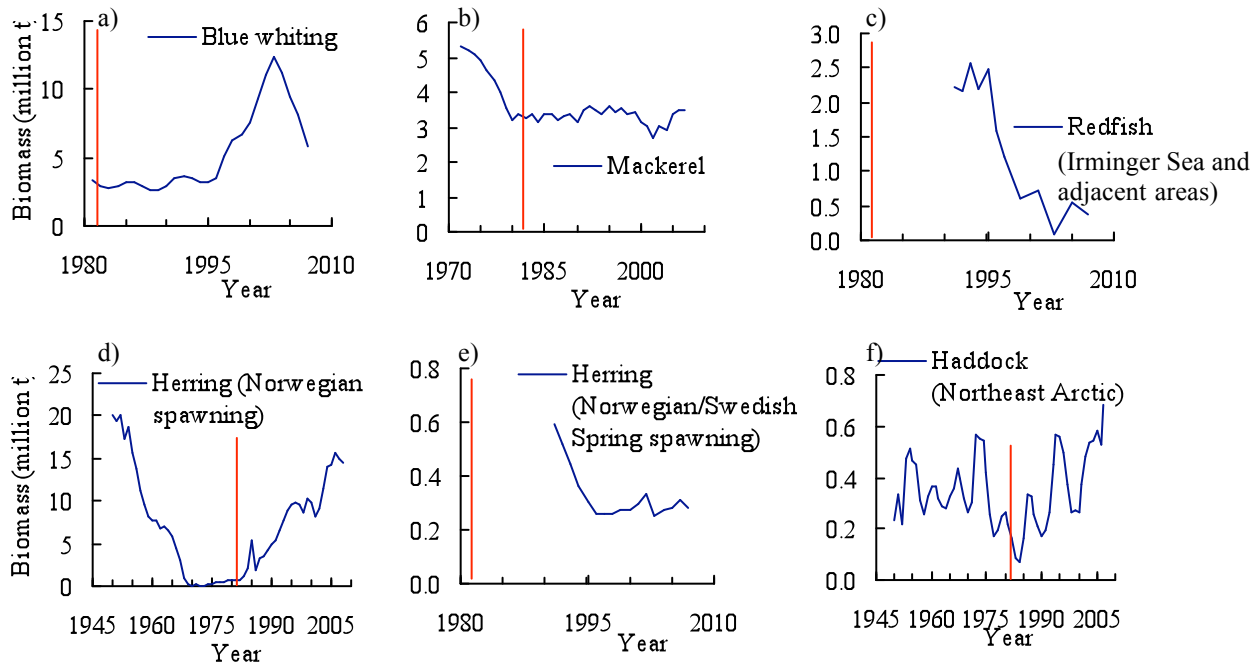 a)
Biomass (million t
15
10
5
0
Blue whiting
1980 1995 2010
Year
b)
6
5
4
3
2
1
0
Mackerel
1970 1985 2000
Year
c)
3.0
2.5
2.0
1.5
1.0
0.5
0.0
Redfish
(Irminger Sea and
adjacent areas)
1980 1995 2010
Year
d)
Biomass (million t
25
20
15
10
5
0
Herring (Norwegian
spawning)
1945 1960 1975 1990 2005
Year
e)
0.8
0.6
0.4
0.2
0.0
Herring
(Norwegian/Swedish
Spring spawning)
1980 1995 2010
Year
f)
0.8
0.6
0.4
0.2
0.0
Haddock
(Northeast Arctic)
1945 1960 1975 1990 2005
Year